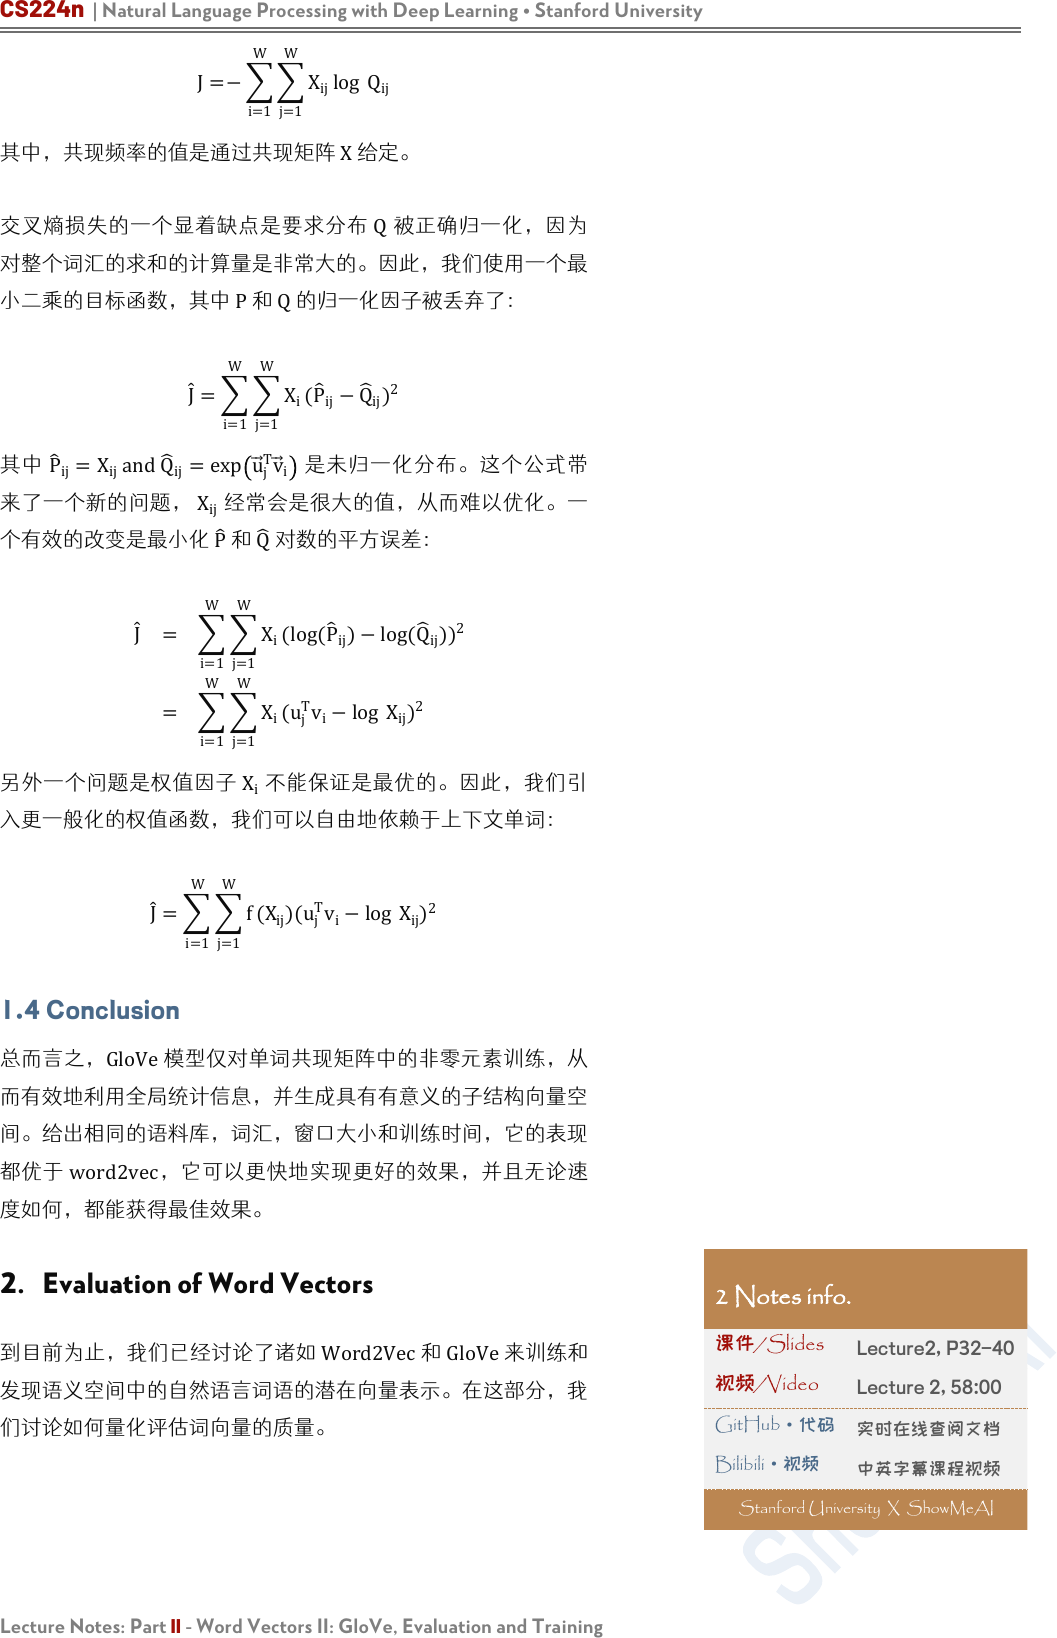 CS224n | Natural Language Processing with Deep Learning • Stanford University
J = − ∑_{i=1}^{W} ∑_{j=1}^{W} X_{ij} log Q_{ij}
其中，共现频率的值是通过共现矩阵 X 给定。
交叉熵损失的一个显着缺点是要求分布 Q 被正确归一化，因为
对整个词汇的求和的计算量是非常大的。因此，我们使用一个最
小二乘的目标函数，其中 P 和 Q 的归一化因子被丢弃了：
Ĵ = ∑_{i=1}^{W} ∑_{j=1}^{W} X_i (P̂_{ij} − Q̂_{ij})²
其中 P̂_{ij} = X_{ij} and Q̂_{ij} = exp(u⃗_j^T v⃗_i) 是未归一化分布。这个公式带
来了一个新的问题， X_{ij} 经常会是很大的值，从而难以优化。一
个有效的改变是最小化 P̂ 和 Q̂ 对数的平方误差：
Ĵ = ∑_{i=1}^{W} ∑_{j=1}^{W} X_i (log(P̂_{ij}) − log(Q̂_{ij}))²
= ∑_{i=1}^{W} ∑_{j=1}^{W} X_i (u_j^T v_i − log X_{ij})²
另外一个问题是权值因子 X_i 不能保证是最优的。因此，我们引
入更一般化的权值函数，我们可以自由地依赖于上下文单词：
Ĵ = ∑_{i=1}^{W} ∑_{j=1}^{W} f (X_{ij})(u_j^T v_i − log X_{ij})²
1.4 Conclusion
总而言之，GloVe 模型仅对单词共现矩阵中的非零元素训练，从
而有效地利用全局统计信息，并生成具有有意义的子结构向量空
间。给出相同的语料库，词汇，窗口大小和训练时间，它的表现
都优于 word2vec，它可以更快地实现更好的效果，并且无论速
度如何，都能获得最佳效果。
2. Evaluation of Word Vectors
到目前为止，我们已经讨论了诸如 Word2Vec 和 GloVe 来训练和
发现语义空间中的自然语言词语的潜在向量表示。在这部分，我
们讨论如何量化评估词向量的质量。
2 Notes info.
课件/Slides Lecture2, P32-40
视频/Video Lecture 2, 58:00
GitHub • 代码 实时在线查阅文档
Bilibili • 视频 中英字幕课程视频
Stanford University X ShowMeAI
Lecture Notes: Part II - Word Vectors II: GloVe, Evaluation and Training